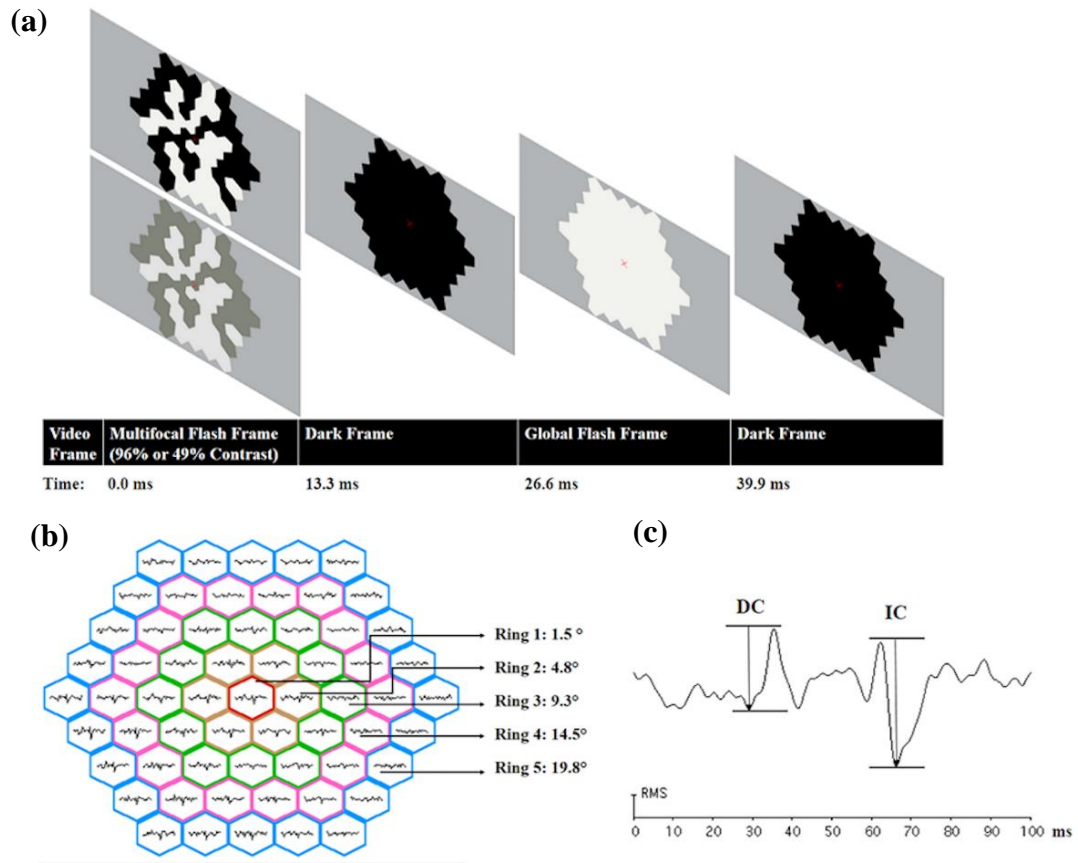 (a)
Video Frame
Multifocal Flash Frame (96% or 49% Contrast)
Dark Frame
Global Flash Frame
Dark Frame
Time: 0.0 ms 13.3 ms 26.6 ms 39.9 ms
(b)
Ring 1: 1.5 °
Ring 2: 4.8°
Ring 3: 9.3°
Ring 4: 14.5°
Ring 5: 19.8°
(c)
DC IC
RMS
0 10 20 30 40 50 60 70 80 90 100 ms